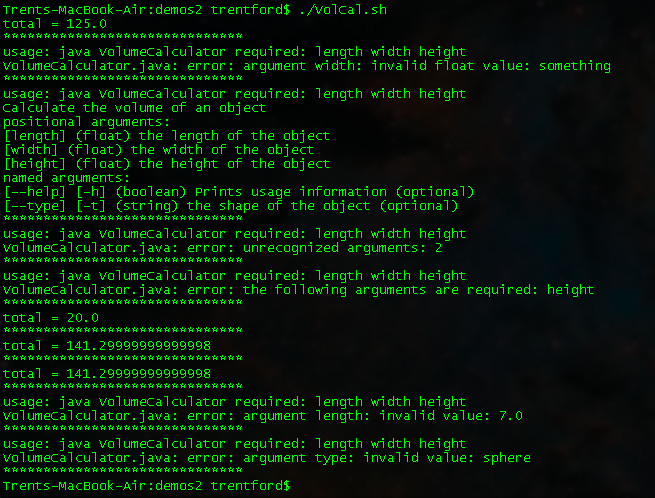 Trents-MacBook-Air:demos2 trentford$ ./VolCal.sh
total = 125.0
*****************************
usage: java VolumeCalculator required: length width height
VolumeCalculator.java: error: argument width: invalid float value: something
*****************************
usage: java VolumeCalculator required: length width height
Calculate the volume of an object
positional arguments:
[length] (float) the length of the object
[width] (float) the width of the object
[height] (float) the height of the object
named arguments:
[--help] [-h] (boolean) Prints usage information (optional)
[--type] [-t] (string) the shape of the object (optional)
*****************************
usage: java VolumeCalculator required: length width height
VolumeCalculator.java: error: unrecognized arguments: 2
*****************************
usage: java VolumeCalculator required: length width height
VolumeCalculator.java: error: the following arguments are required: height
*****************************
total = 20.0
*****************************
total = 141.29999999999998
*****************************
total = 141.29999999999998
*****************************
usage: java VolumeCalculator required: length width height
VolumeCalculator.java: error: argument length: invalid value: 7.0
*****************************
usage: java VolumeCalculator required: length width height
VolumeCalculator.java: error: argument type: invalid value: sphere
*****************************
Trents-MacBook-Air:demos2 trentford$